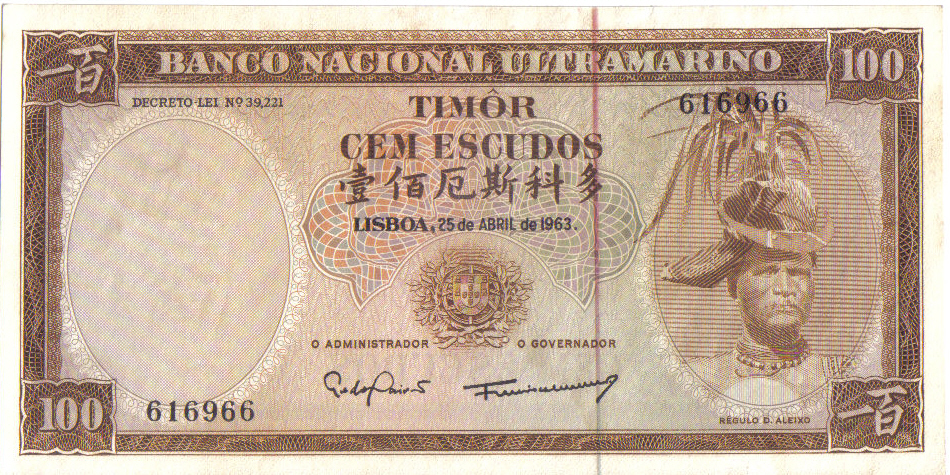 一百
BANCO NACIONAL ULTRAMARINO
100
DECRETO-LEI Nº 39,221
TIMÔR
616966
CEM ESCUDOS
壹佰厄斯科多
LISBOA, 25 de ABRIL de 1963.
O ADMINISTRADOR
O GOVERNADOR
100
616966
RÉGULO D. ALEIXO
一百